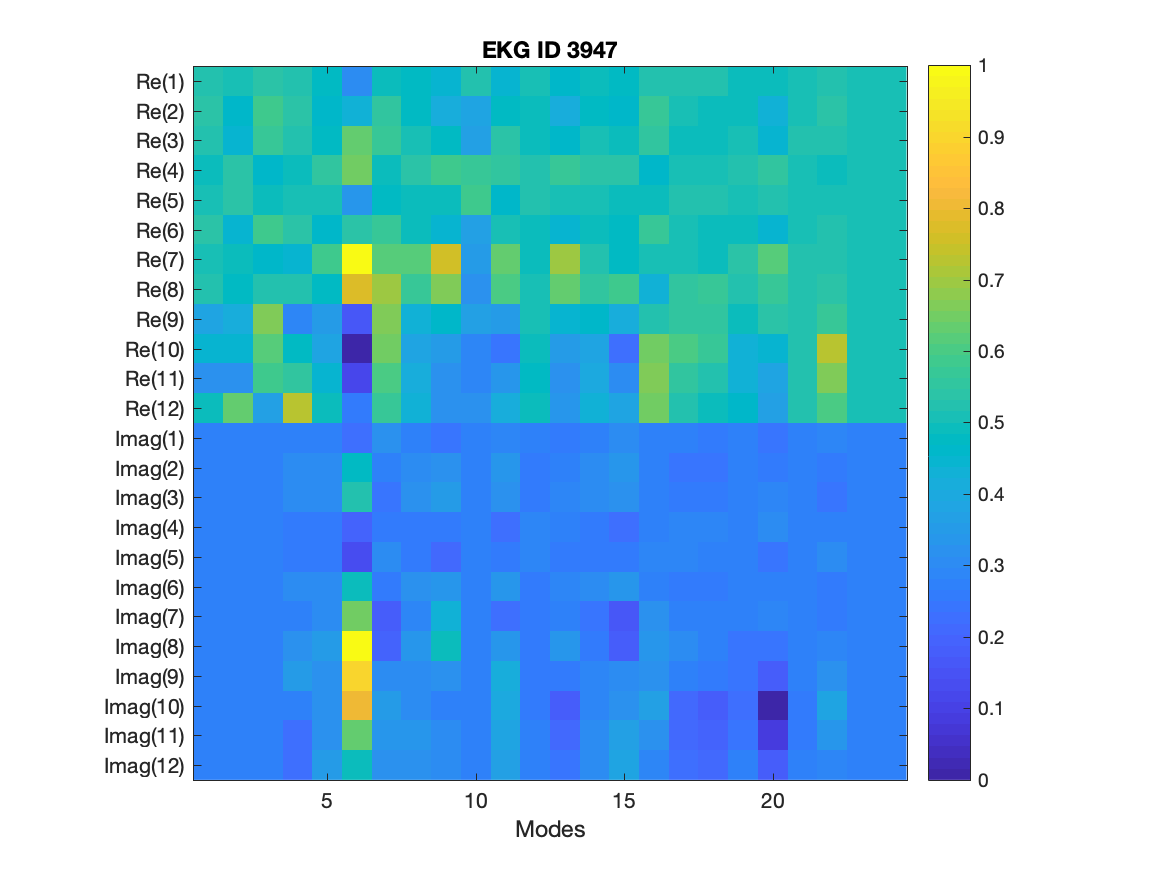 EKG ID 3947
Re(1)
Re(2)
Re(3)
Re(4)
Re(5)
Re(6)
Re(7)
Re(8)
Re(9)
Re(10)
Re(11)
Re(12)
Imag(1)
Imag(2)
Imag(3)
Imag(4)
Imag(5)
Imag(6)
Imag(7)
Imag(8)
Imag(9)
Imag(10)
Imag(11)
Imag(12)
5 10 15 20
Modes
1
0.9
0.8
0.7
0.6
0.5
0.4
0.3
0.2
0.1
0